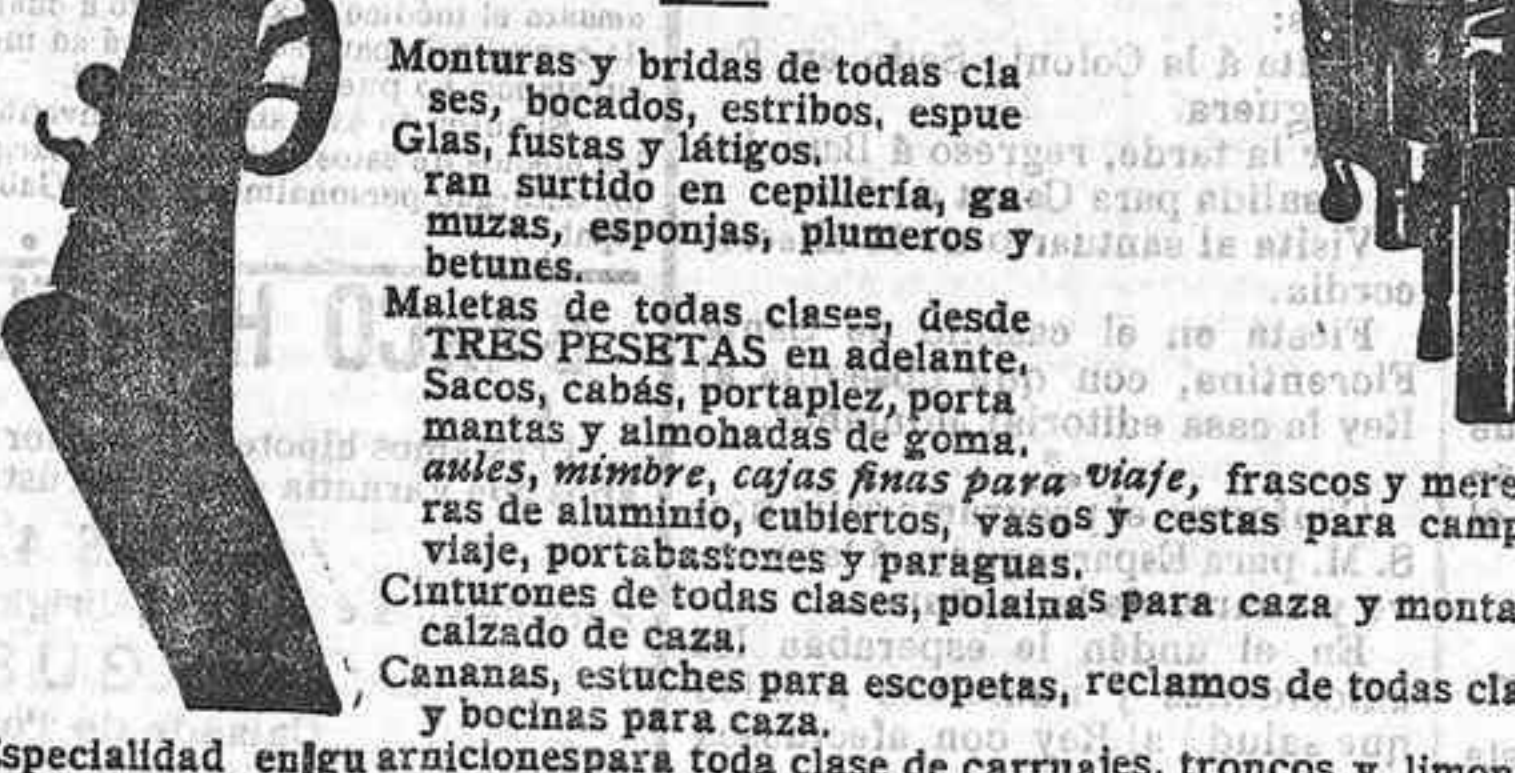 Monturas y bridas de todas cla
ses, bocados, estribos, espue
Glas, fustas y látigos.
ran surtido en cepillería, ga
muzas, esponjas, plumeros y
betunes.
Maletas de todas clases, desde
TRES PESETAS en adelante.
Sacos, cabás, portaplez, porta
mantas y almohadas de goma.
aules, mimbre, cajas finas para viaje, frascos y mere
ras de aluminio, cubiertos, vasos y cestas para camp
viaje, portabastones y paraguas.
Cinturones de todas clases, polainas para caza y monta
calzado de caza.
Cananas, estuches para escopetas, reclamos de todas cla
y bocinas para caza.
specialidad en gu arnicionespara toda clase de carruajes, troncos y limon